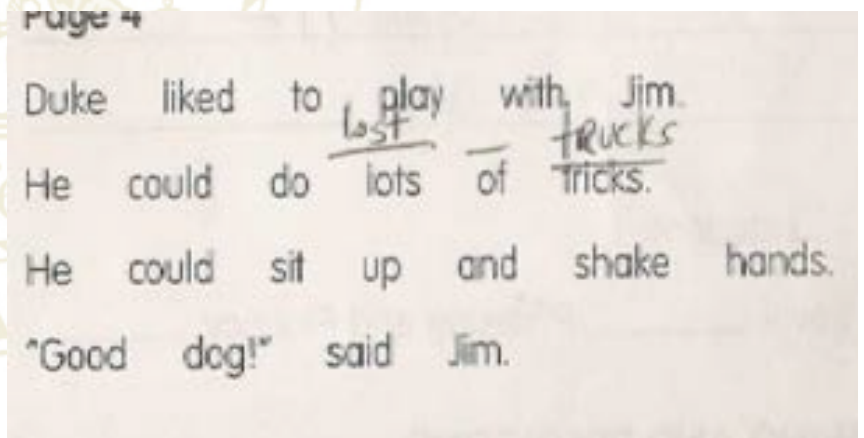 Page 4
Duke liked to play with Jim.
lost TRUCKS
He could do lots of Tricks.
He could sit up and shake hands.
"Good dog!" said Jim.